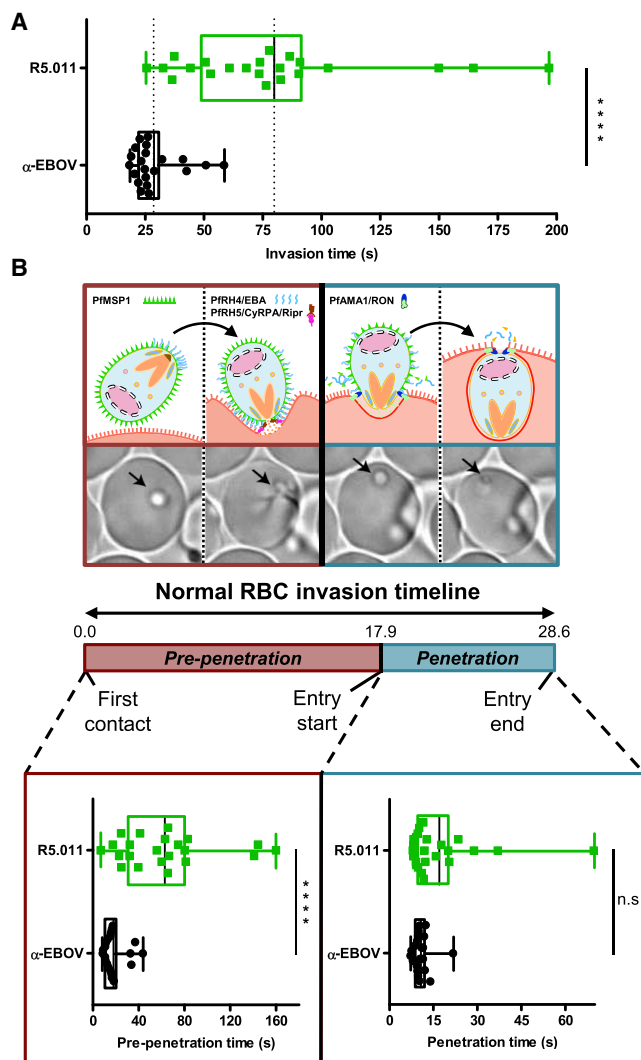 A
R5.011
α-EBOV
****
0 25 50 75 100 125 150 175 200
Invasion time (s)
B
PfMSP1
PfRH4/EBA
PfRH5/CyRPA/Ripr
PfAMA1/RON
Normal RBC invasion timeline
0.0 17.9 28.6
Pre-penetration Penetration
First contact
Entry start
Entry end
R5.011
α-EBOV
****
0 40 80 120 160
Pre-penetration time (s)
R5.011
α-EBOV
n.s
0 15 30 45 60
Penetration time (s)